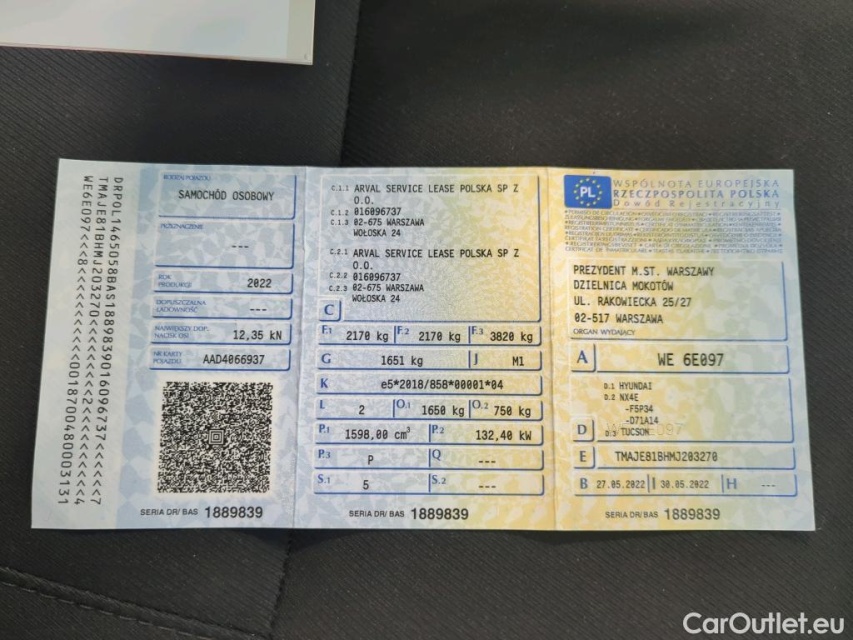 RODZAJ POJAZDU
SAMOCHÓD OSOBOWY
PRZEZNACZENIE
---
ROK PRODUKCJI 2022
DOPUSZCZALNA ŁADOWNOŚĆ ---
NAJWIĘKSZY DOP. NACISK OSI 12,35 kN
NR KARTY POJAZDU AAD4066937
SERIA DR/BAS 1889839
C.1.1 ARVAL SERVICE LEASE POLSKA SP Z
O.O.
C.1.2 016096737
C.1.3 02-675 WARSZAWA
WOŁOSKA 24
C.2.1 ARVAL SERVICE LEASE POLSKA SP Z
O.O.
C.2.2 016096737
C.2.3 02-675 WARSZAWA
WOŁOSKA 24
C
F.1 2170 kg F.2 2170 kg F.3 3820 kg
G 1651 kg J M1
K e5*2018/858*00001*04
L 2 O.1 1650 kg O.2 750 kg
P.1 1598,00 cm³ P.2 132,40 kW
P.3 P Q ---
S.1 5 S.2 ---
SERIA DR/BAS 1889839
PL
WSPÓLNOTA EUROPEJSKA
RZECZPOSPOLITA POLSKA
Dowód Rejestracyjny
PREZYDENT M.ST. WARSZAWY
DZIELNICA MOKOTÓW
UL. RAKOWIECKA 25/27
02-517 WARSZAWA
ORGAN WYDAJĄCY
A WE 6E097
D.1 HYUNDAI
D.2 NX4E
-F5P34
-D71A14
D D.3 TUCSON
E TMAJE81BHMJ203270
B 27.05.2022 I 30.05.2022 H ---
SERIA DR/BAS 1889839
CarOutlet.eu